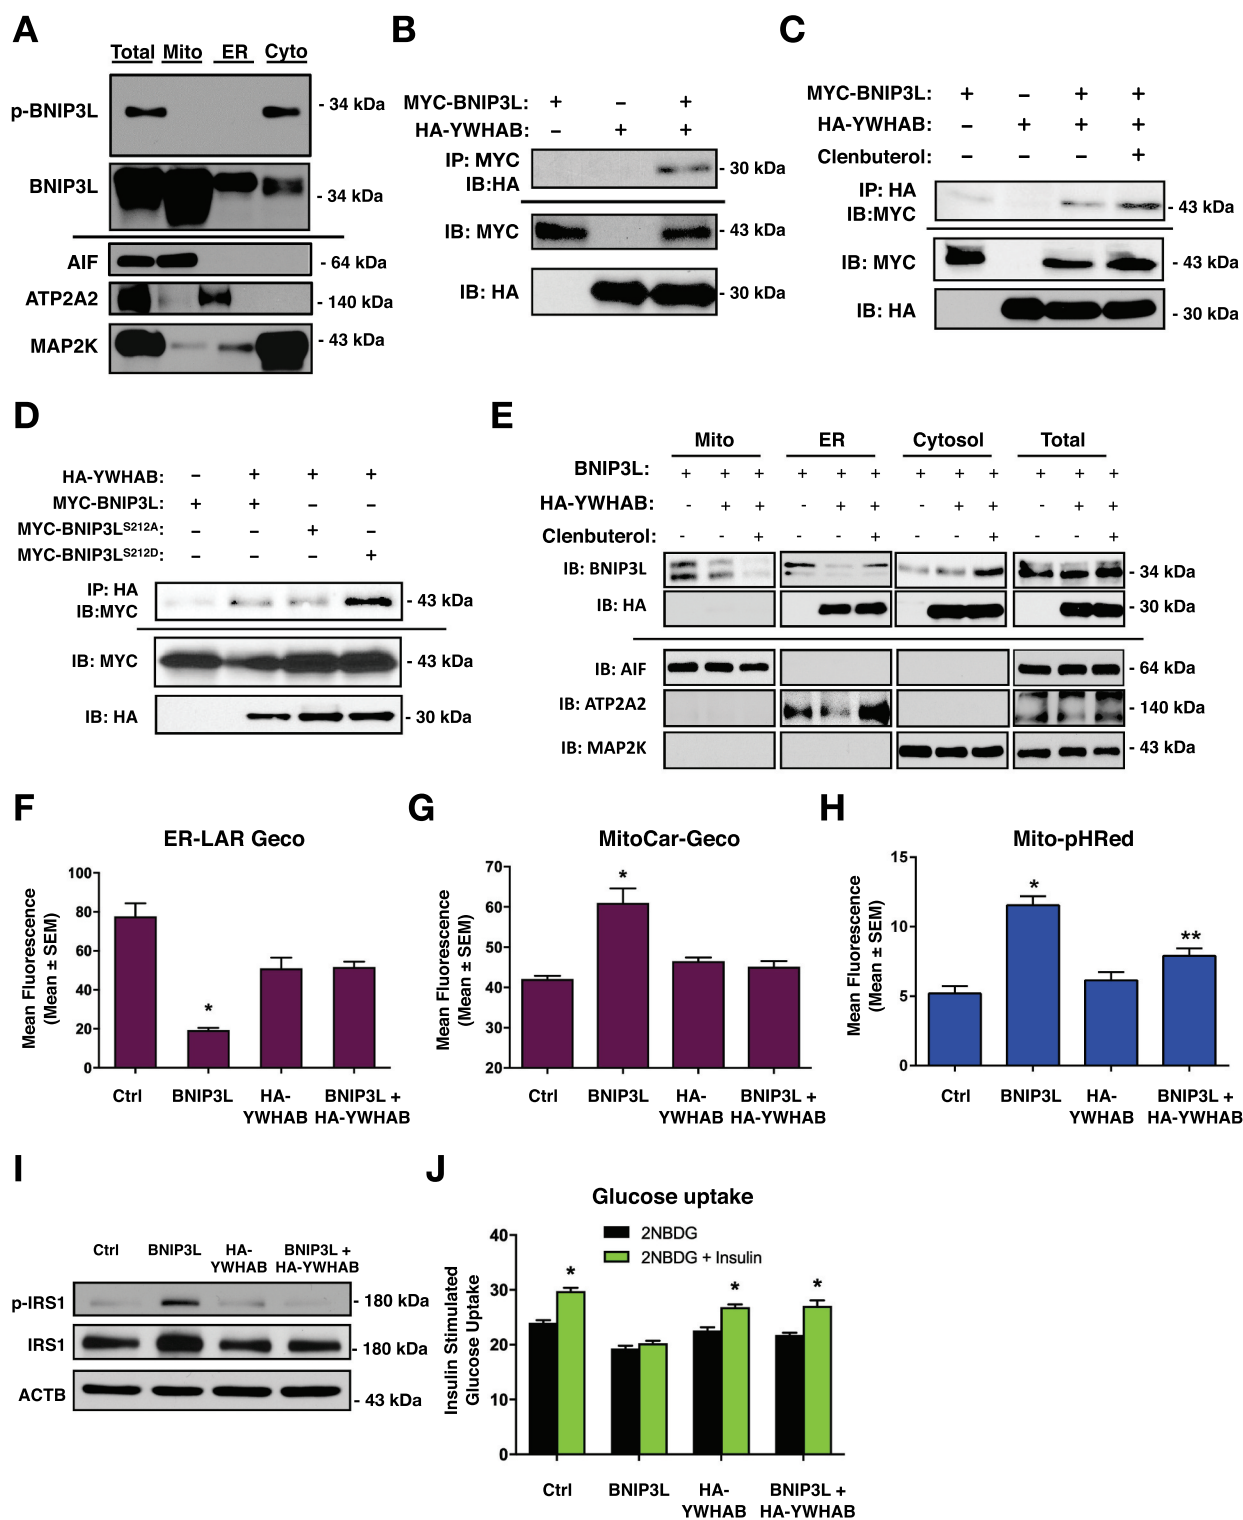 A
Total Mito ER Cyto
p-BNIP3L
- 34 kDa
BNIP3L
- 34 kDa
AIF
- 64 kDa
ATP2A2
- 140 kDa
MAP2K
- 43 kDa
B
MYC-BNIP3L: + – +
HA-YWHAB: – + +
IP: MYC
IB:HA
- 30 kDa
IB: MYC
- 43 kDa
IB: HA
- 30 kDa
C
MYC-BNIP3L: + – + +
HA-YWHAB: – + + +
Clenbuterol: – – – +
IP: HA
IB:MYC
- 43 kDa
IB: MYC
- 43 kDa
IB: HA
- 30 kDa
D
HA-YWHAB: – + + +
MYC-BNIP3L: + + – –
MYC-BNIP3LS212A: – – + –
MYC-BNIP3LS212D: – – – +
IP: HA
IB:MYC
- 43 kDa
IB: MYC
- 43 kDa
IB: HA
- 30 kDa
E
Mito ER Cytosol Total
BNIP3L: + + + + + + + + + + + +
HA-YWHAB: - + + - + + - + + - + +
Clenbuterol: - - + - - + - - + - - +
IB: BNIP3L
- 34 kDa
IB: HA
- 30 kDa
IB: AIF
- 64 kDa
IB: ATP2A2
- 140 kDa
IB: MAP2K
- 43 kDa
F
ER-LAR Geco
Mean Fluorescence
(Mean ± SEM)
100
80
60
40
20
0
*
Ctrl BNIP3L HA-YWHAB BNIP3L + HA-YWHAB
G
MitoCar-Geco
Mean Fluorescence
(Mean ± SEM)
70
60
50
40
30
20
*
Ctrl BNIP3L HA-YWHAB BNIP3L + HA-YWHAB
H
Mito-pHRed
Mean Fluorescence
(Mean ± SEM)
15
10
5
0
*
**
Ctrl BNIP3L HA-YWHAB BNIP3L + HA-YWHAB
I
Ctrl BNIP3L HA-YWHAB BNIP3L + HA-YWHAB
p-IRS1
- 180 kDa
IRS1
- 180 kDa
ACTB
- 43 kDa
J
Glucose uptake
2NBDG
2NBDG + Insulin
Insulin Stimulated
Glucose Uptake
40
30
20
10
0
* * *
Ctrl BNIP3L HA-YWHAB BNIP3L + HA-YWHAB